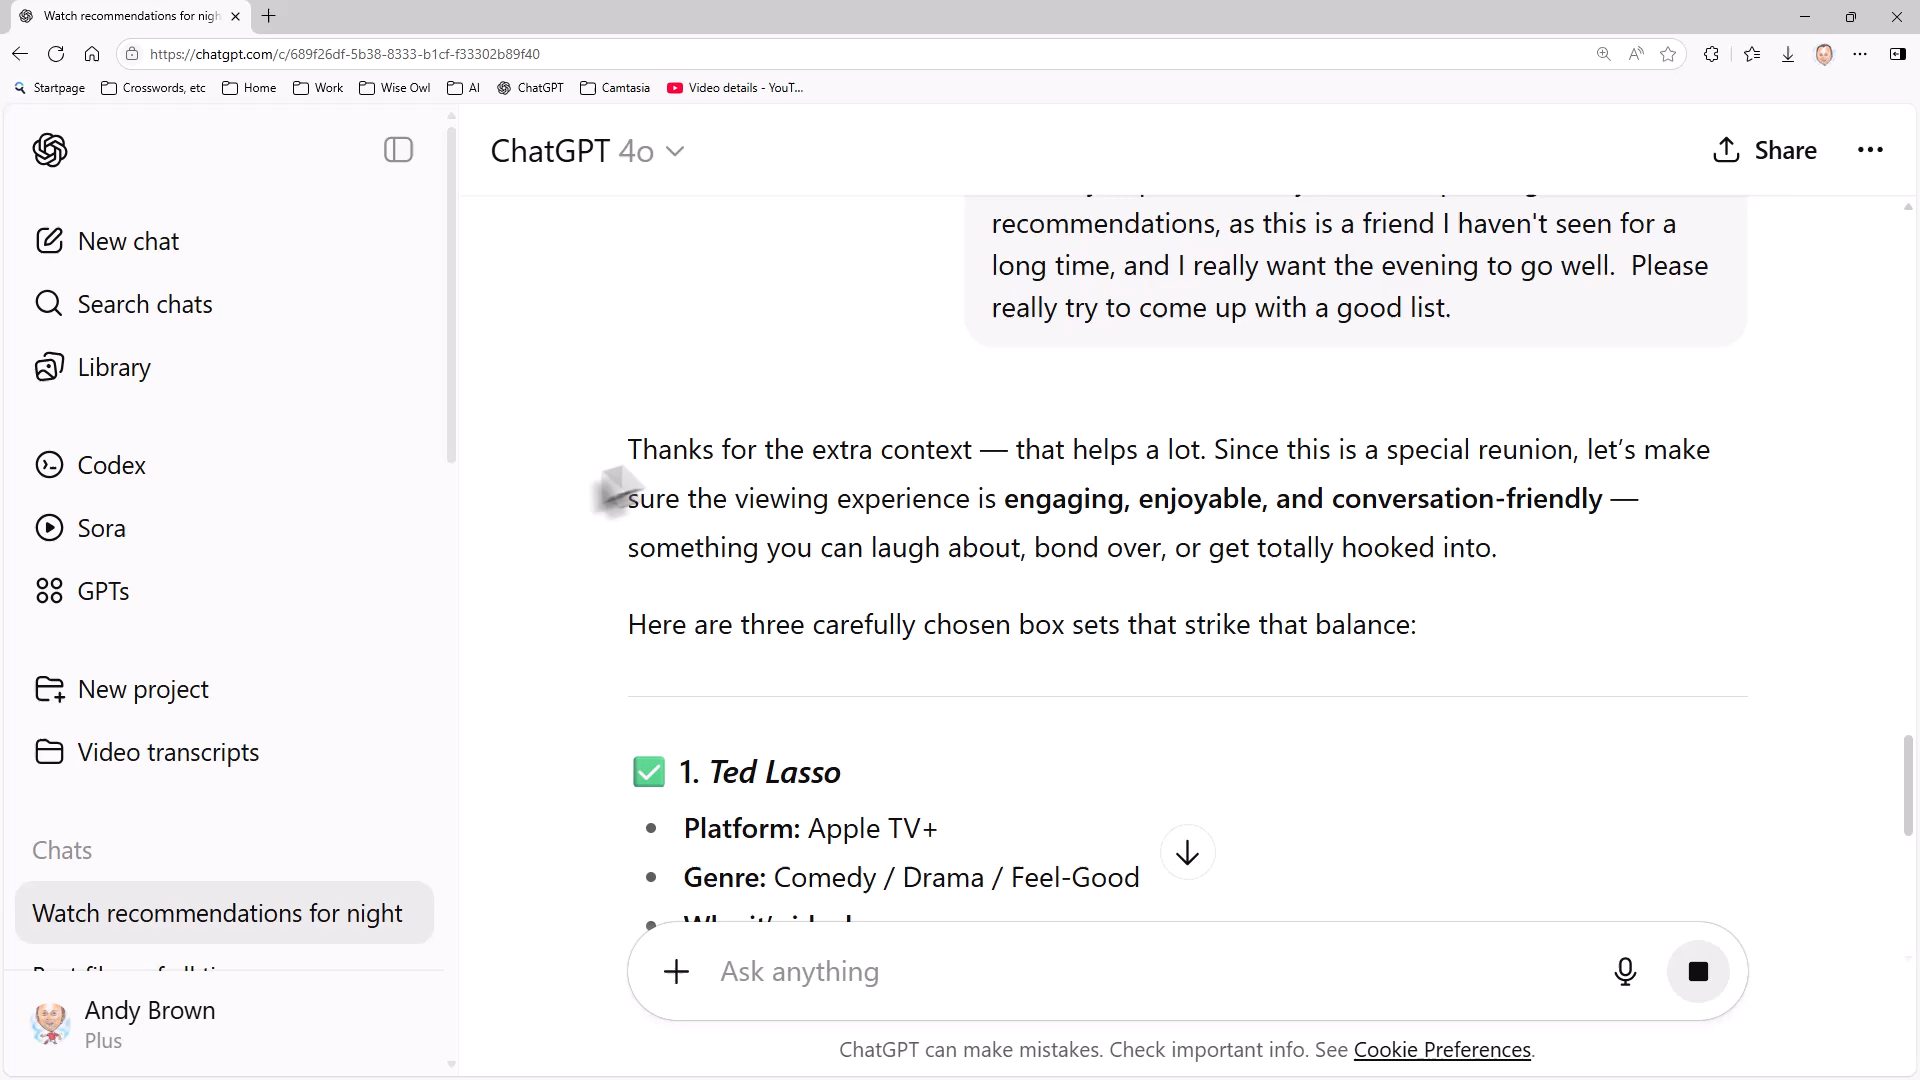 Watch recommendations for nigh
https://chatgpt.com/c/689f26df-5b38-8333-b1cf-f33302b89f40
Startpage
Crosswords, etc
Home
Work
Wise Owl
AI
ChatGPT
Camtasia
Video details - YouT...
ChatGPT 4o
Share
New chat
Search chats
Library
Codex
Sora
GPTs
New project
Video transcripts
Chats
Watch recommendations for night
Andy Brown
Plus
recommendations, as this is a friend I haven't seen for a
long time, and I really want the evening to go well.  Please
really try to come up with a good list.
Thanks for the extra context — that helps a lot. Since this is a special reunion, let’s make
sure the viewing experience is engaging, enjoyable, and conversation-friendly —
something you can laugh about, bond over, or get totally hooked into.
Here are three carefully chosen box sets that strike that balance:
1. Ted Lasso
Platform: Apple TV+
Genre: Comedy / Drama / Feel-Good
Ask anything
ChatGPT can make mistakes. Check important info. See Cookie Preferences.